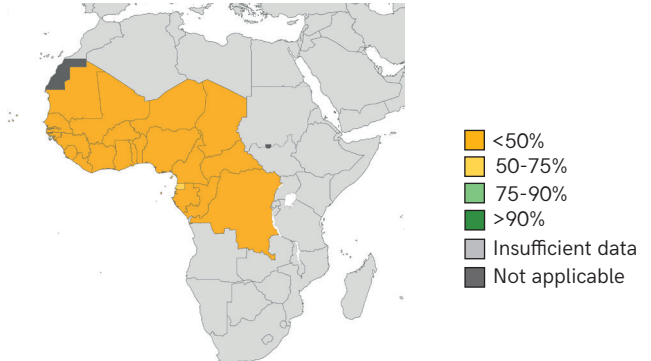 <50%
50-75%
75-90%
>90%
Insufficient data
Not applicable